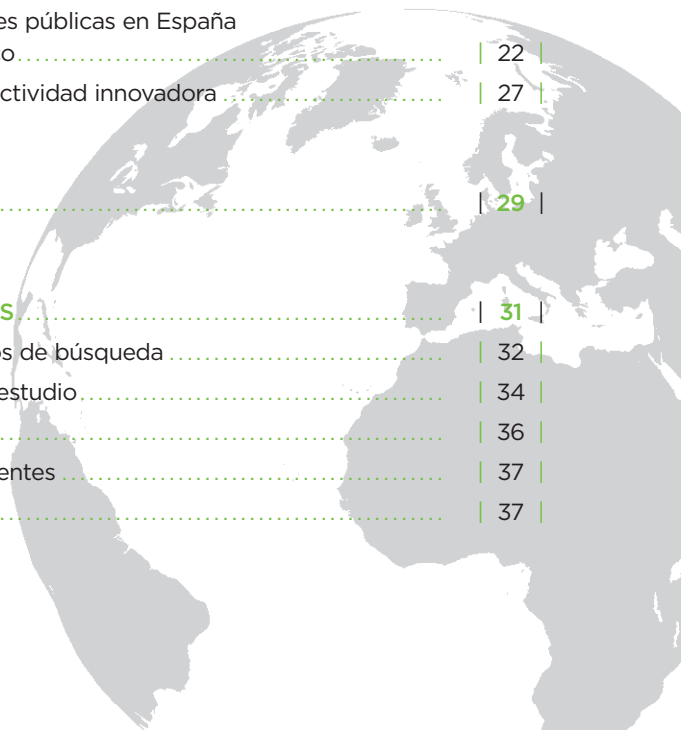 es públicas en España
o.................... | 22 |
ctividad innovadora.................... | 27 |
.................... | 29 |
S.................... | 31 |
os de búsqueda.................... | 32 |
estudio.................... | 34 |
.................... | 36 |
entes.................... | 37 |
.................... | 37 |